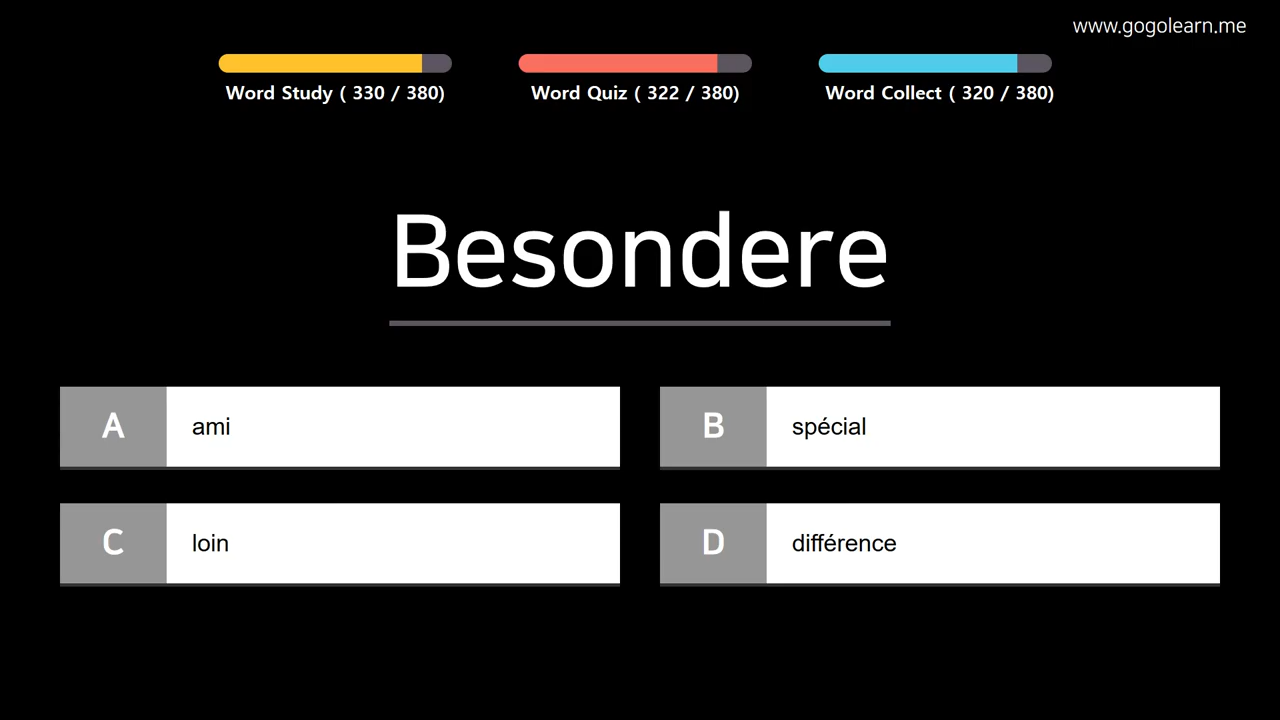 www.gogolearn.me
Word Study ( 330 / 380)
Word Quiz ( 322 / 380)
Word Collect ( 320 / 380)
Besondere
A
ami
B
spécial
C
loin
D
différence